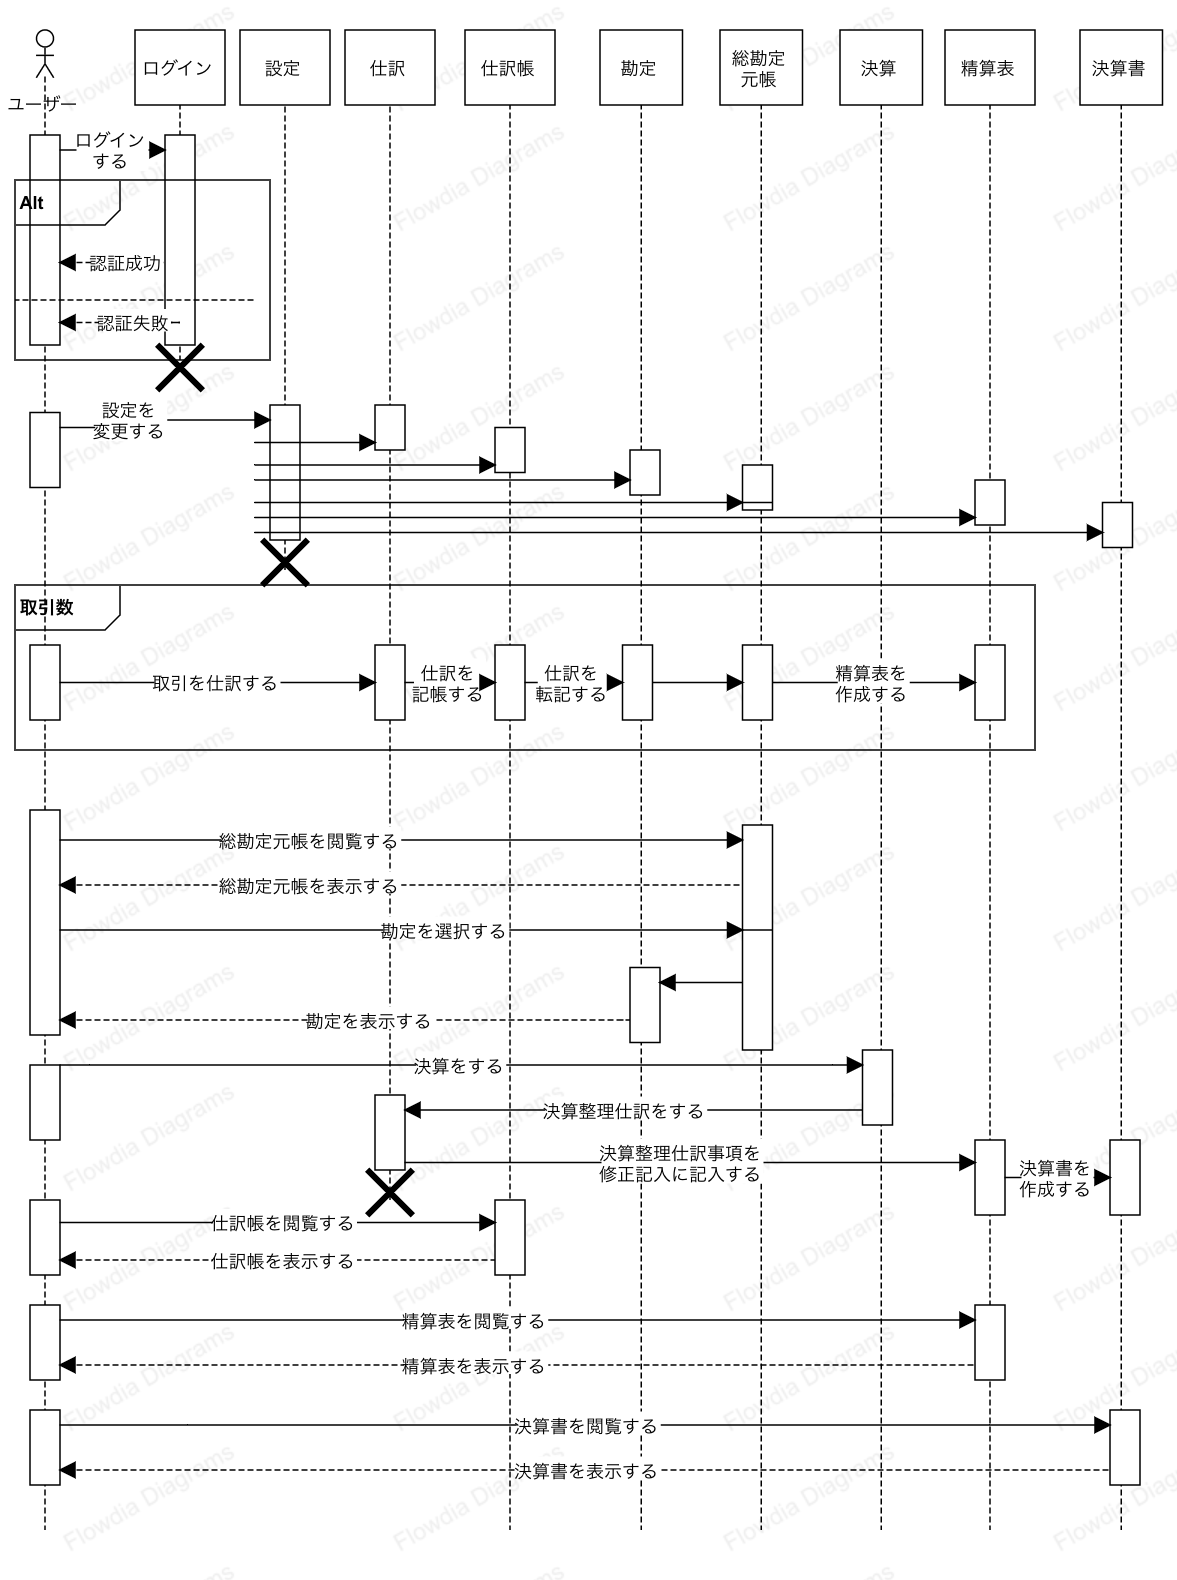 ユーザー
ログイン
設定
仕訳
仕訳帳
勘定
総勘定
元帳
決算
精算表
決算書
ログイン
する
Alt
認証成功
認証失敗
設定を
変更する
取引数
取引を仕訳する
仕訳を
記帳する
仕訳を
転記する
精算表を
作成する
総勘定元帳を閲覧する
総勘定元帳を表示する
勘定を選択する
勘定を表示する
決算をする
決算整理仕訳をする
決算整理仕訳事項を
修正記入に記入する
決算書を
作成する
仕訳帳を閲覧する
仕訳帳を表示する
精算表を閲覧する
精算表を表示する
決算書を閲覧する
決算書を表示する
Flowdia Diagrams